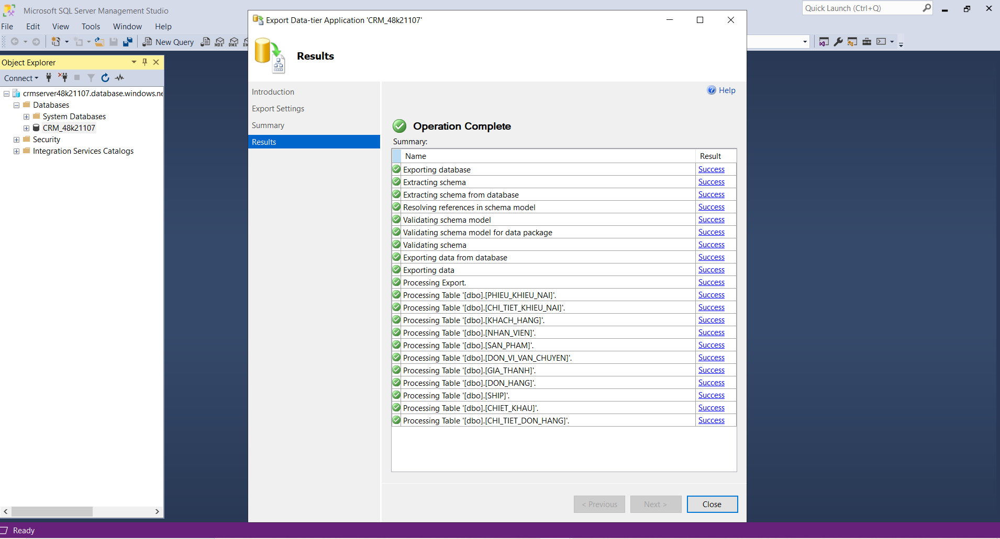 Microsoft SQL Server Management Studio
Quick Launch (Ctrl+Q)
File Edit View Tools Window Help
New Query
MDX
DMX
Object Explorer
Connect
crmserver48k21107.database.windows.ne
Databases
System Databases
CRM_48k21107
Security
Integration Services Catalogs
Export Data-tier Application 'CRM_48k21107'
Results
Introduction
Export Settings
Summary
Results
Help
Operation Complete
Summary:
Name Result
Exporting database Success
Extracting schema Success
Extracting schema from database Success
Resolving references in schema model Success
Validating schema model Success
Validating schema model for data package Success
Validating schema Success
Exporting data from database Success
Exporting data Success
Processing Export. Success
Processing Table '[dbo].[PHIEU_KHIEU_NAI]'. Success
Processing Table '[dbo].[CHI_TIET_KHIEU_NAI]'. Success
Processing Table '[dbo].[KHACH_HANG]'. Success
Processing Table '[dbo].[NHAN_VIEN]'. Success
Processing Table '[dbo].[SAN_PHAM]'. Success
Processing Table '[dbo].[DON_VI_VAN_CHUYEN]'. Success
Processing Table '[dbo].[GIA_THANH]'. Success
Processing Table '[dbo].[DON_HANG]'. Success
Processing Table '[dbo].[SHIP]'. Success
Processing Table '[dbo].[CHIET_KHAU]'. Success
Processing Table '[dbo].[CHI_TIET_DON_HANG]'. Success
< Previous
Next >
Close
Ready